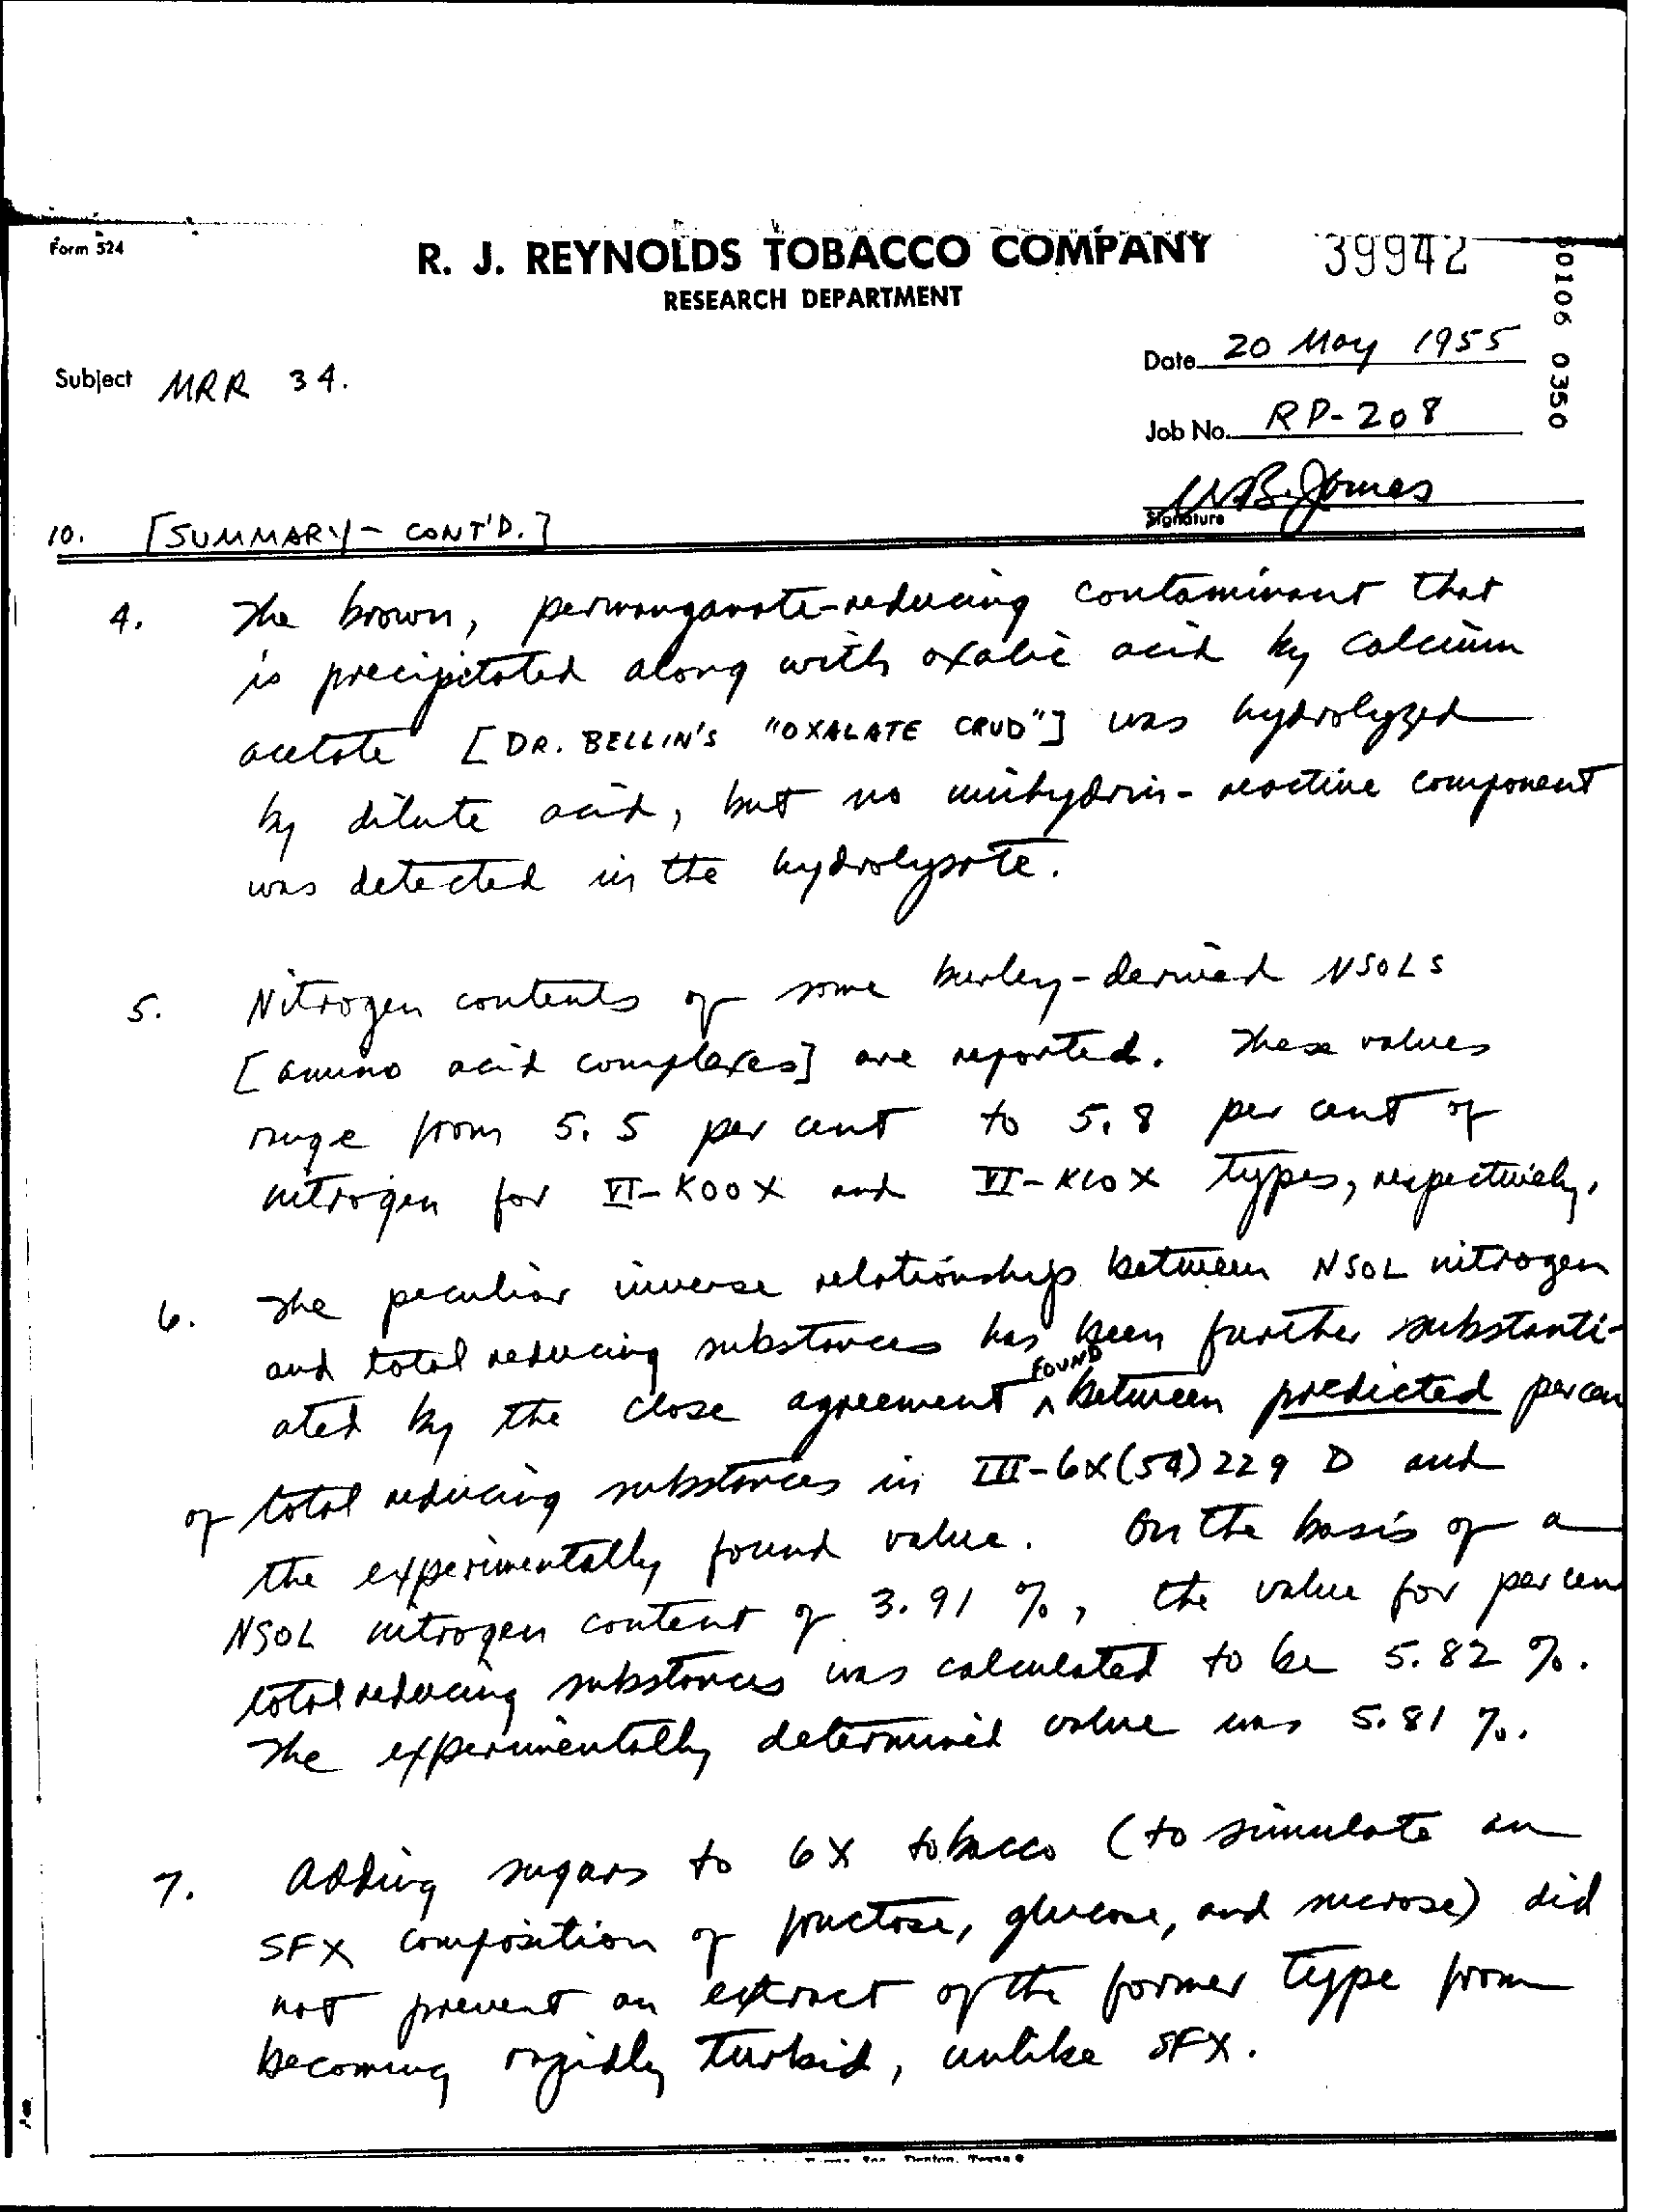 Form 524
R. J. REYNOLDS TOBACCO COMPANY
39942
RESEARCH DEPARTMENT
50106 0350
Date 20 May 1955
Subject MRR 34.
Job No. RP-208
Signature
10. [SUMMARY - CONT'D.]
4. The brown, permanganate-reducing contaminant that
is precipitated along with oxalic acid by calcium
acetate [DR. BELLIN'S "OXALATE CRUD"] was hydrolyzed
by dilute acid, but no ninhydrin-reactive component
was detected in the hydrolysate.
5. Nitrogen contents of some burley-derived NSOLS
[amino acid complexes] are reported. These values
range from 5.5 per cent to 5.8 per cent of
nitrogen for VI-K00X and VI-K10X types, respectively.
6. The peculiar inverse relationship between NSOL nitrogen
and total reducing substances has been further substanti-
ated by the close agreement FOUND between predicted percen
of total reducing substances in III-6X(54)229 D and
the experimentally found value. On the basis of a
NSOL nitrogen content of 3.91 %, the value for per cen
total reducing substances was calculated to be 5.82 %.
The experimentally determined value was 5.81 %.
7. Adding sugars to 6X tobacco (to simulate an
SFX composition of fructose, glucose, and sucrose) did
not prevent an extract of the former type from
becoming rapidly turbid, unlike SFX.